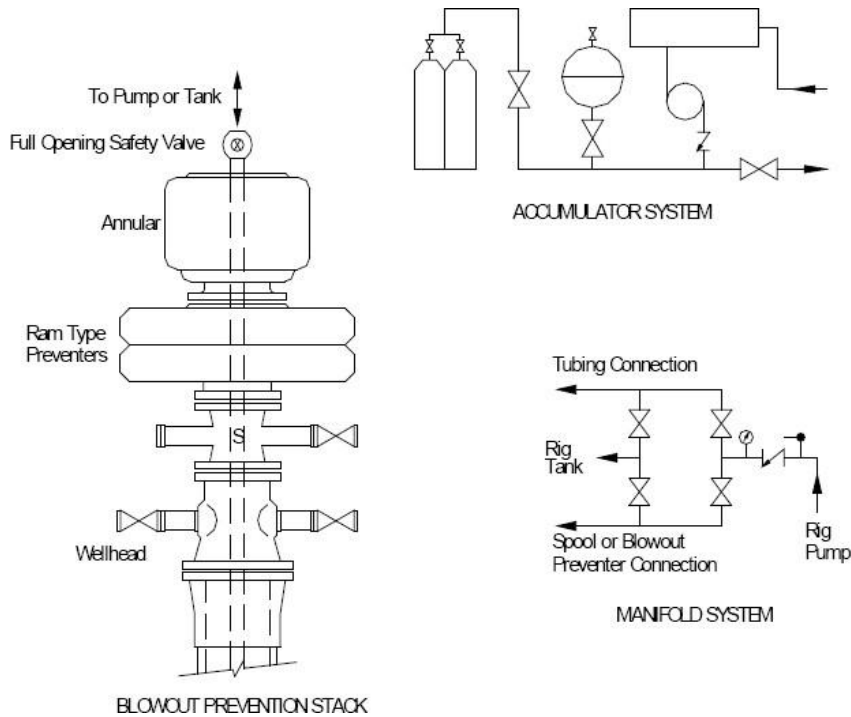 To Pump or Tank
Full Opening Safety Valve
Annular
Ram Type
Preventers
S
Wellhead
BLOWOUT PREVENTION STACK
ACCUMULATOR SYSTEM
Tubing Connection
Rig
Tank
Spool or Blowout
Preventer Connection
Rig
Pump
MANIFOLD SYSTEM